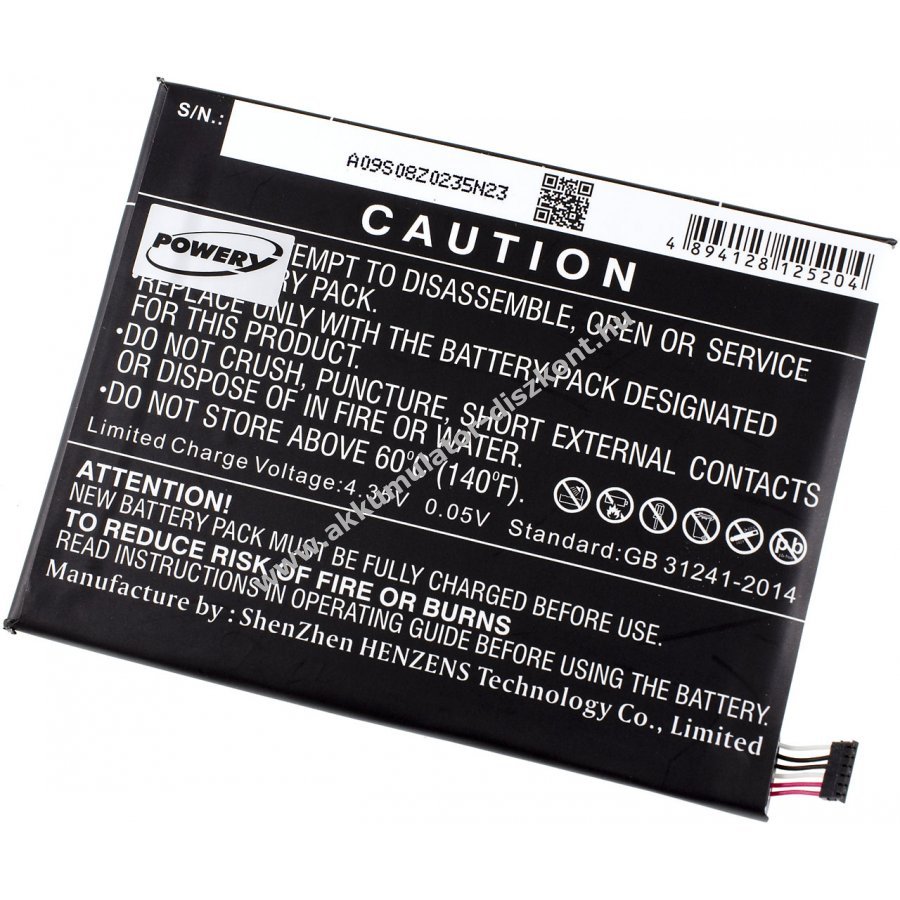 S/N.:
A09S08Z0235N23
4 894128 125204
CAUTION
POWERY
EMPT TO DISASSEMBLE, OPEN OR SERVICE
TERY PACK.
•REPLACE ONLY WITH THE BATTERY PACK DESIGNATED
FOR THIS PRODUCT.
•DO NOT CRUSH, PUNCTURE, SHORT EXTERNAL CONTACTS
OR DISPOSE OF IN FIRE OR WATER.
•DO NOT STORE ABOVE 60° (140°F).
Limited Charge Voltage: 4.35V 0.05V
Pb
Standard: GB 31241-2014
ATTENTION!
NEW BATTERY PACK MUST BE FULLY CHARGED BEFORE USE.
TO REDUCE RISK OF FIRE OR BURNS
READ INSTRUCTIONS AND OPERATING GUIDE BEFORE USING THE BATTERY.
Manufacture by :
ShenZhen HENZENS Technology Co., Limited
www.akkumulator-diszkont.hu